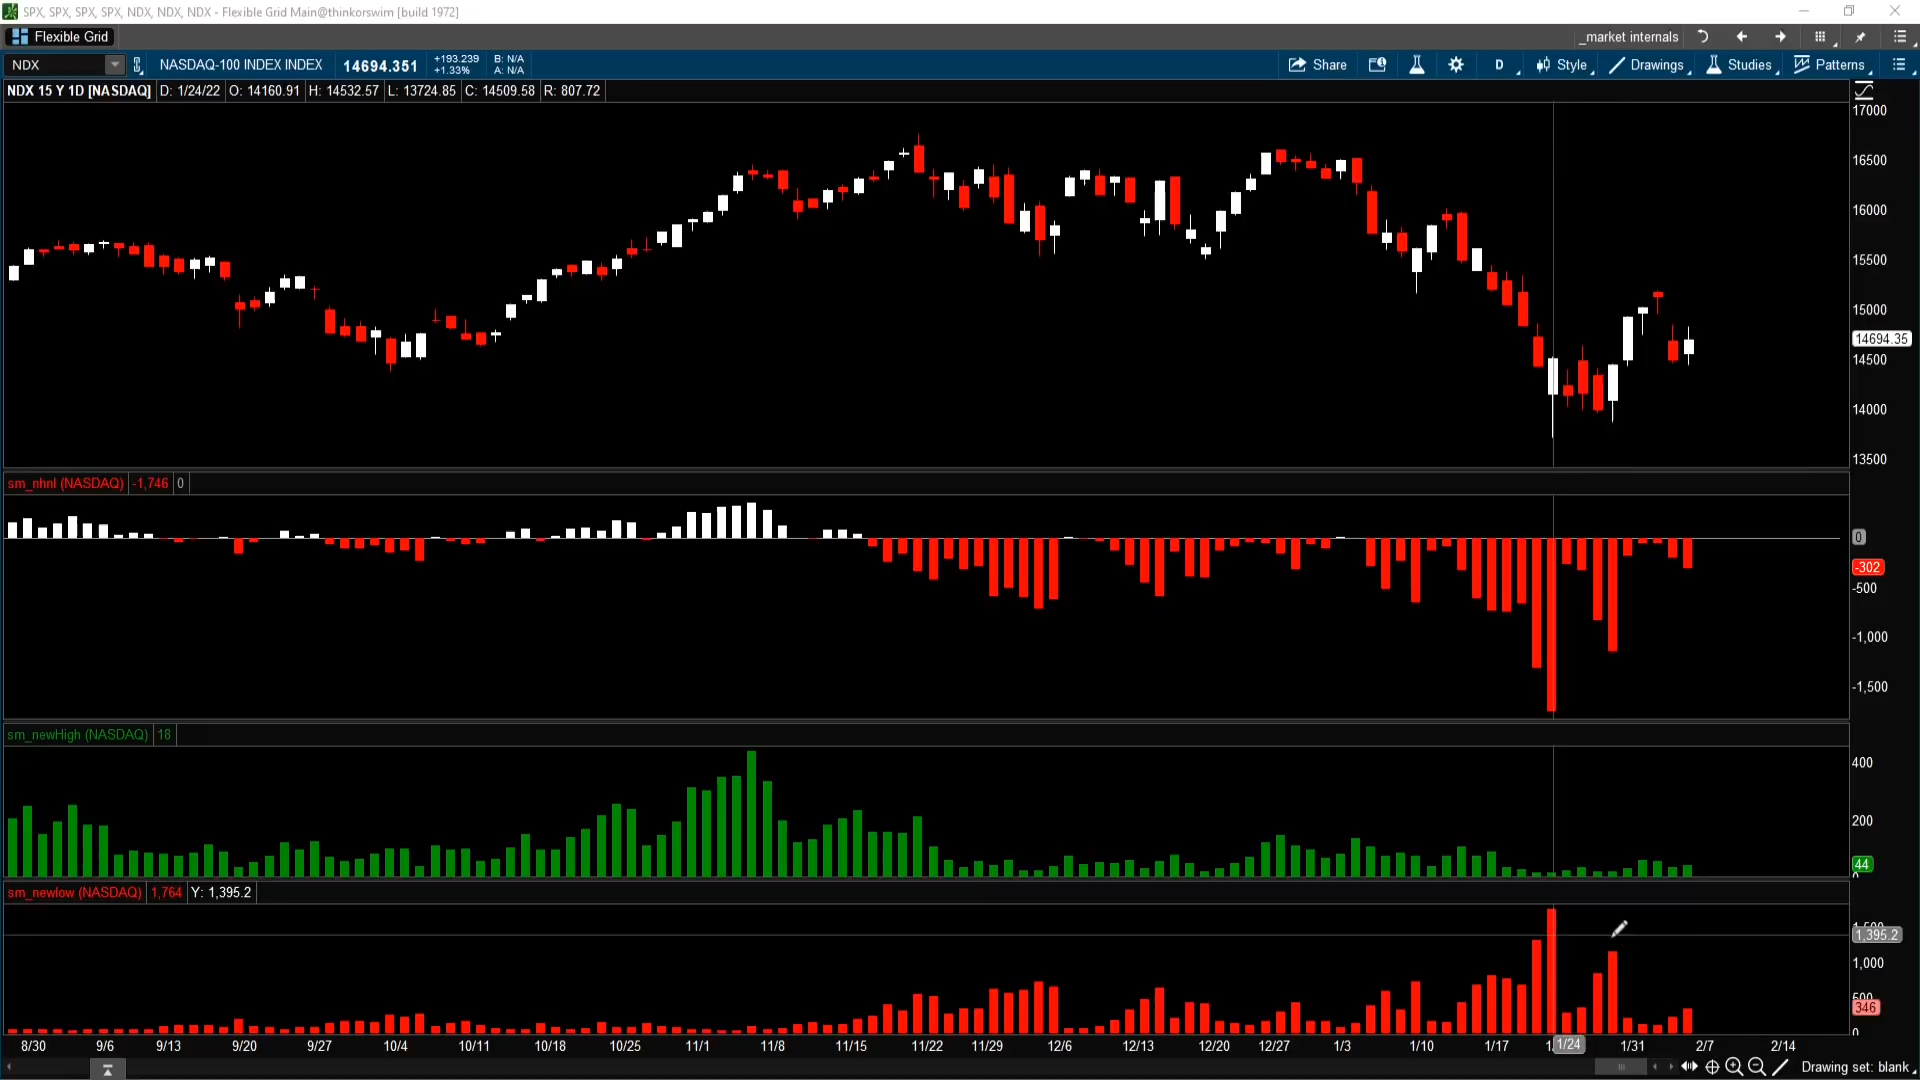 SPX, SPX, SPX, SPX, NDX, NDX, NDX - Flexible Grid Main@thinkorswim [build 1972]
Flexible Grid
_market internals
NDX
NASDAQ-100 INDEX INDEX
14694.351
+193.239
+1.33%
B: N/A
A: N/A
Share
D
Style
Drawings
Studies
Patterns
NDX 15 Y 1D [NASDAQ] D: 1/24/22 O: 14160.91 H: 14532.57 L: 13724.85 C: 14509.58 R: 807.72
17000
16500
16000
15500
15000
14694.35
14500
14000
13500
sm_nhnl (NASDAQ) -1,746 0
0
-302
-500
-1,000
-1,500
sm_newHigh (NASDAQ) 18
400
200
44
sm_newlow (NASDAQ) 1,764 Y: 1,395.2
1,395.2
1,000
500
346
0
8/30 9/6 9/13 9/20 9/27 10/4 10/11 10/18 10/25 11/1 11/8 11/15 11/22 11/29 12/6 12/13 12/20 12/27 1/3 1/10 1/17 1/24 1/31 2/7 2/14
Drawing set: blank